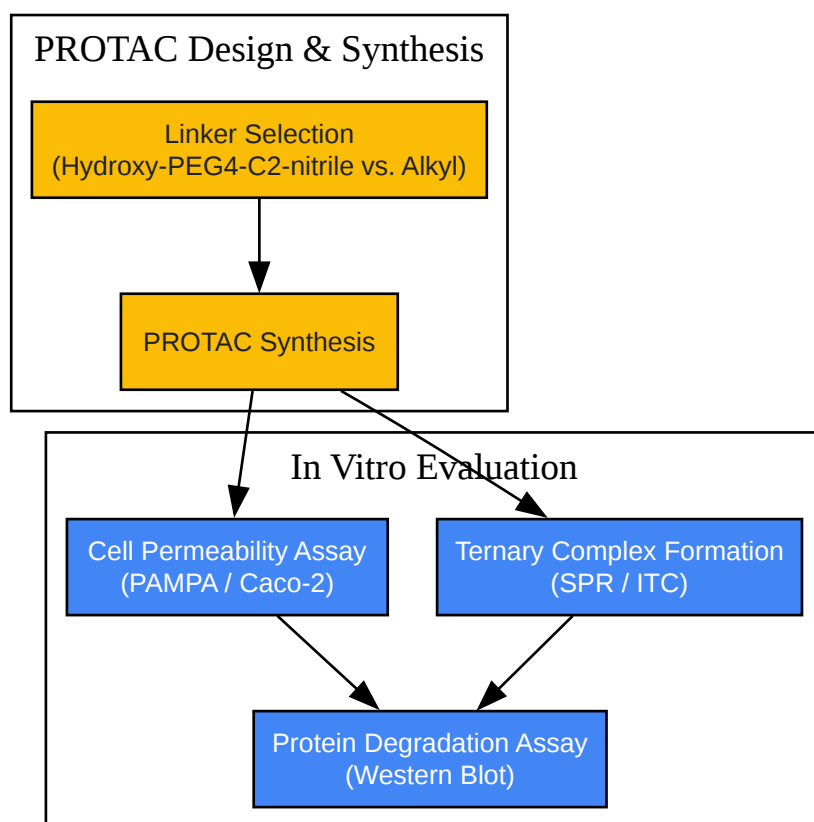 PROTAC Design & Synthesis
Linker Selection
(Hydroxy-PEG4-C2-nitrile vs. Alkyl)
PROTAC Synthesis
In Vitro Evaluation
Cell Permeability Assay
(PAMPA / Caco-2)
Ternary Complex Formation
(SPR / ITC)
Protein Degradation Assay
(Western Blot)